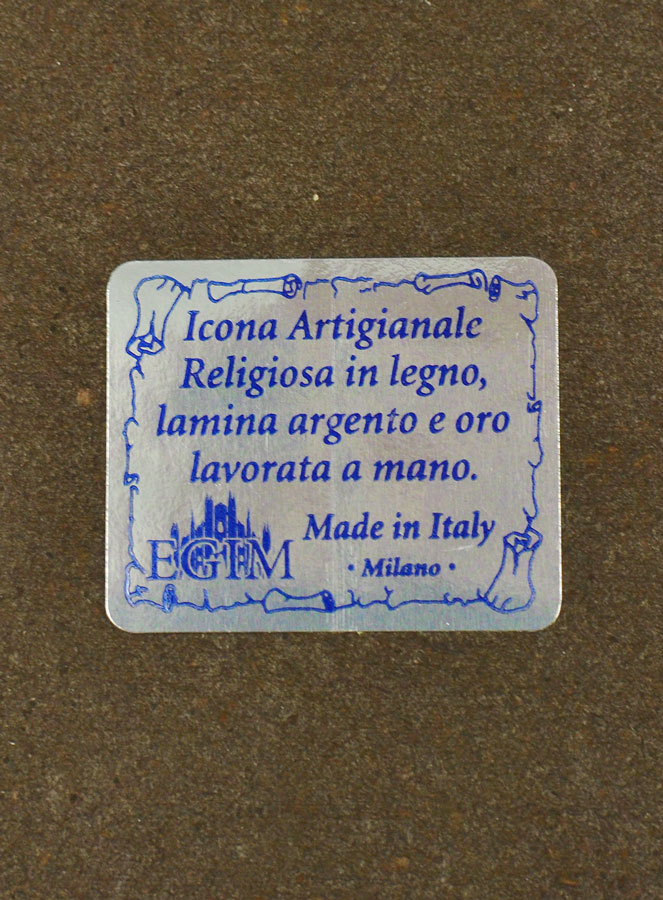 Icona Artigianale
Religiosa in legno,
lamina argento e oro
lavorata a mano.
EGIM
Made in Italy
· Milano ·